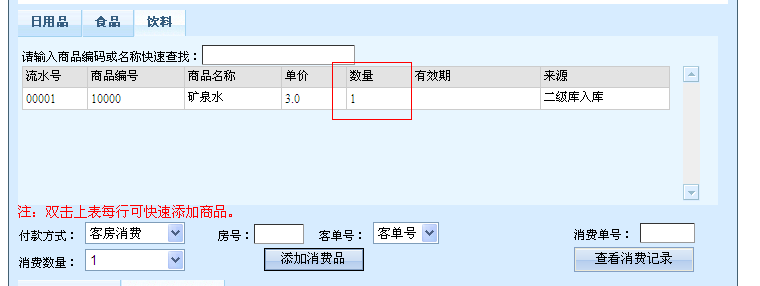 日用品 食品 饮料
请输入商品编码或名称快速查找：
流水号 商品编号 商品名称 单价 数量 有效期 来源
00001 10000 矿泉水 3.0 1 二级库入库
注：双击上表每行可快速添加商品。
付款方式： 客房消费 房号： 客单号： 客单号 消费单号：
消费数量： 1 添加消费品 查看消费记录